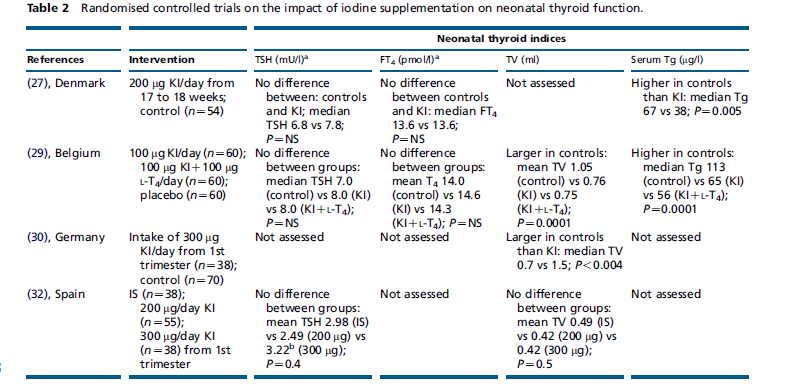 Table 2 Randomised controlled trials on the impact of iodine supplementation on neonatal thyroid function.
Neonatal thyroid indices
References Intervention TSH (mU/l)ª FT₄ (pmol/l)ª TV (ml) Serum Tg (μg/l)
(27), Denmark 200 μg KI/day from No difference No difference Not assessed Higher in controls
17 to 18 weeks; between: controls between controls than KI: median Tg
control (n=54) and KI; median and KI: median FT₄ 67 vs 38; P=0.005
TSH 6.8 vs 7.8; 13.6 vs 13.6;
P=NS P=NS
(29), Belgium 100 μg KI/day (n=60); No difference No difference Larger in controls: Higher in controls:
100 μg KI+100 μg between groups: between groups: mean TV 1.05 median Tg 113
L-T₄/day (n=60); median TSH 7.0 mean T₄ 14.0 (control) vs 0.76 (control) vs 65 (KI)
placebo (n=60) (control) vs 8.0 (KI) (control) vs 14.6 (KI) vs 0.75 vs 56 (KI+L-T₄);
vs 8.0 (KI+L-T₄); (KI) vs 14.3 (KI+L-T₄); P=0.0001
P=NS (KI+L-T₄); P=NS P=0.0001
(30), Germany Intake of 300 μg Not assessed Not assessed Larger in controls Not assessed
KI/day from 1st than KI: median TV
trimester (n=38); 0.7 vs 1.5; P<0.004
control (n=70)
(32), Spain IS (n=38); No difference Not assessed No difference Not assessed
200 μg/day KI between groups: between groups:
(n=55); mean TSH 2.98 (IS) mean TV 0.49 (IS)
300 μg/day KI vs 2.49 (200 μg) vs vs 0.42 (200 μg) vs
(n=38) from 1st 3.22ᵇ (300 μg); 0.42 (300 μg);
trimester P=0.4 P=0.5